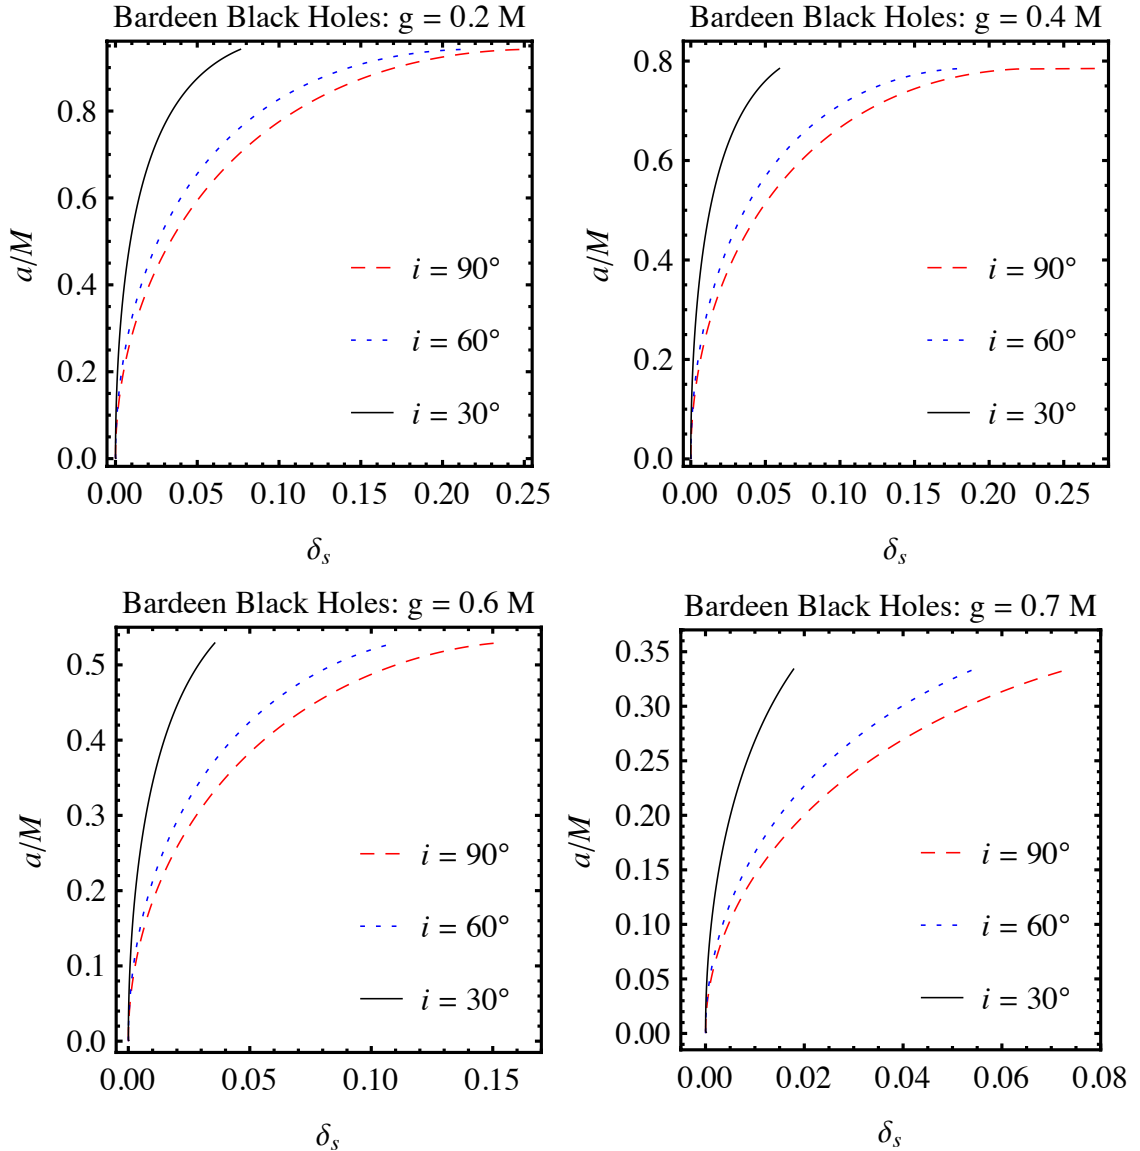 Bardeen Black Holes: g = 0.2 M
a/M
0.8
0.6
0.4
0.2
0.0
i = 90°
i = 60°
i = 30°
0.00 0.05 0.10 0.15 0.20 0.25
δs
Bardeen Black Holes: g = 0.4 M
a/M
0.8
0.6
0.4
0.2
0.0
i = 90°
i = 60°
i = 30°
0.00 0.05 0.10 0.15 0.20 0.25
δs
Bardeen Black Holes: g = 0.6 M
a/M
0.5
0.4
0.3
0.2
0.1
0.0
i = 90°
i = 60°
i = 30°
0.00 0.05 0.10 0.15
δs
Bardeen Black Holes: g = 0.7 M
a/M
0.35
0.30
0.25
0.20
0.15
0.10
0.05
0.00
i = 90°
i = 60°
i = 30°
0.00 0.02 0.04 0.06 0.08
δs